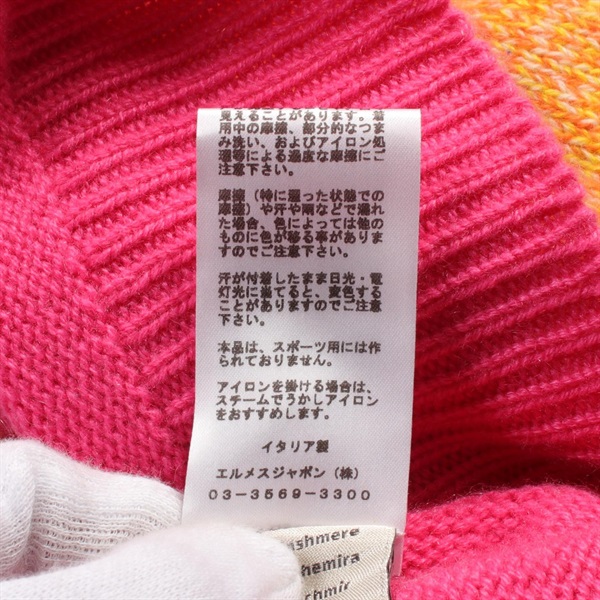 見えることがあります。着
用中の摩擦、部分的なつま
み洗い、およびアイロン処
理等による過度な摩擦にご
注意下さい。
摩擦（特に湿った状態での
摩擦）や汗や雨などで濡れ
た場合、色によっては他の
ものに色が移る事がありま
すのでご注意下さい。
汗が付着したまま日光・電
灯光に当てると、変色する
ことがありますのでご注意
下さい。
本品は、スポーツ用には作
られておりません。
アイロンを掛ける場合は、
スチームでうかしアイロン
をおすすめします。
イタリア製
エルメスジャポン（株）
03-3569-3300
ashmere
hemira
chmir